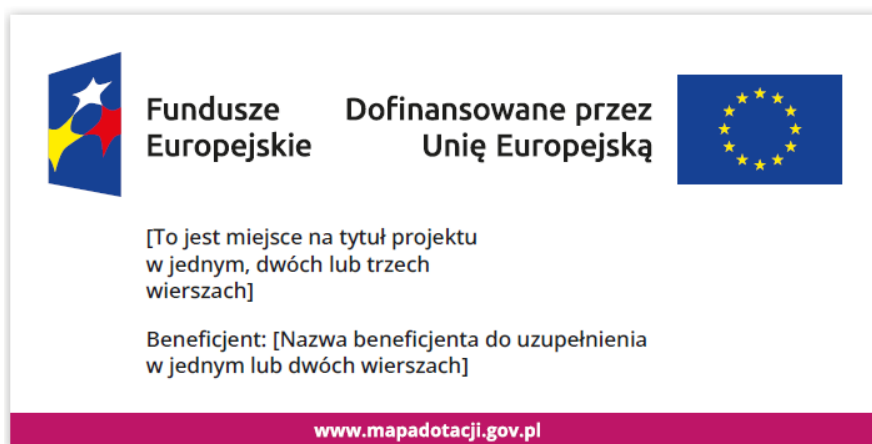 Fundusze
Europejskie
Dofinansowane przez
Unię Europejską
[To jest miejsce na tytuł projektu
w jednym, dwóch lub trzech
wierszach]
Beneficjent: [Nazwa beneficjenta do uzupełnienia
w jednym lub dwóch wierszach]
www.mapadotacji.gov.pl